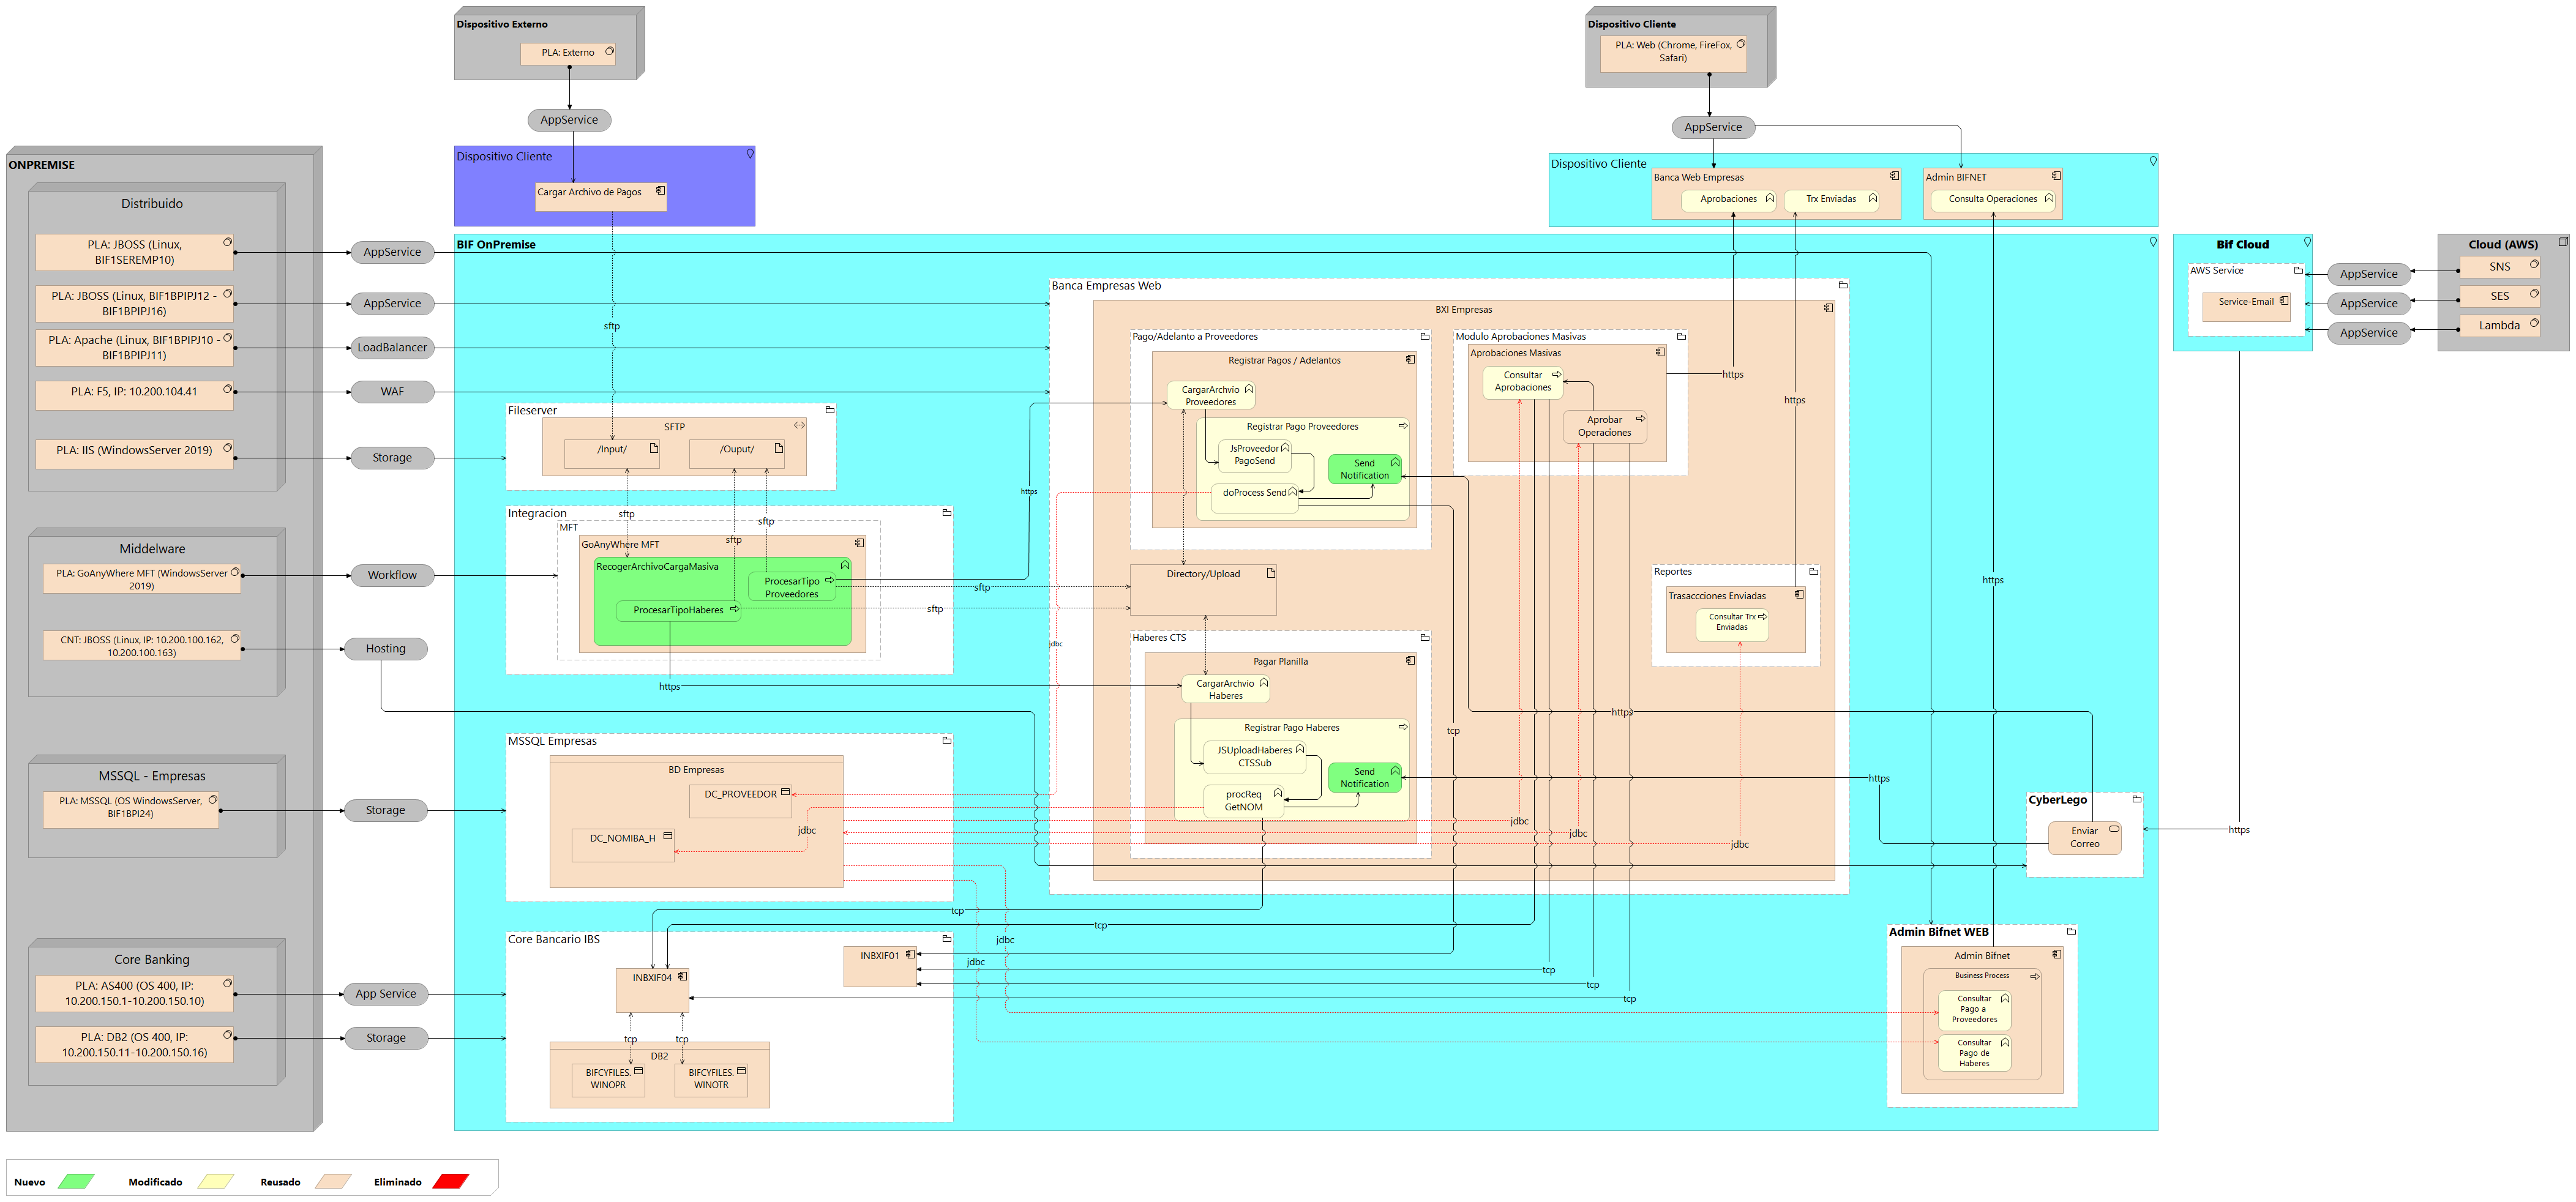 Dispositivo Externo
PLA: Externo
AppService
Dispositivo Cliente
PLA: Web (Chrome, FireFox,
Safari)
AppService
ONPREMISE
Distribuido
PLA: JBOSS (Linux,
BIF1SEREMP10)
PLA: JBOSS (Linux, BIF1BPIPJ12 -
BIF1BPIPJ16)
PLA: Apache (Linux, BIF1BPIPJ10 -
BIF1BPIPJ11)
PLA: F5, IP: 10.200.104.41
PLA: IIS (WindowsServer 2019)
Middelware
PLA: GoAnyWhere MFT (WindowsServer
2019)
CNT: JBOSS (Linux, IP: 10.200.100.162,
10.200.100.163)
MSSQL - Empresas
PLA: MSSQL (OS WindowsServer,
BIF1BPI24)
Core Banking
PLA: AS400 (OS 400, IP:
10.200.150.1-10.200.150.10)
PLA: DB2 (OS 400, IP:
10.200.150.11-10.200.150.16)
AppService
AppService
LoadBalancer
WAF
Storage
Workflow
Hosting
Storage
App Service
Storage
Dispositivo Cliente
Cargar Archivo de Pagos
Dispositivo Cliente
Banca Web Empresas
Aprobaciones
Trx Enviadas
Admin BIFNET
Consulta Operaciones
BIF OnPremise
sftp
Fileserver
SFTP
/Input/
/Ouput/
sftp
sftp
sftp
Integracion
MFT
GoAnyWhere MFT
RecogerArchivoCargaMasiva
ProcesarTipo
Proveedores
ProcesarTipoHaberes
sftp
sftp
https
https
MSSQL Empresas
BD Empresas
DC_PROVEEDOR
DC_NOMIBA_H
jdbc
jdbc
Core Bancario IBS
INBXIF04
INBXIF01
tcp
tcp
DB2
BIFCYFILES.
WINOPR
BIFCYFILES.
WINOTR
tcp
tcp
jdbc
jdbc
Banca Empresas Web
BXI Empresas
Pago/Adelanto a Proveedores
Registrar Pagos / Adelantos
CargarArchvio
Proveedores
Registrar Pago Proveedores
JsProveedor
PagoSend
Send
Notification
doProcess Send
Directory/Upload
Haberes CTS
Pagar Planilla
CargarArchvio
Haberes
Registrar Pago Haberes
JSUploadHaberes
CTSSub
Send
Notification
procReq
GetNOM
tcp
Modulo Aprobaciones Masivas
Aprobaciones Masivas
Consultar
Aprobaciones
Aprobar
Operaciones
https
https
https
Reportes
Trasaccciones Enviadas
Consultar Trx
Enviadas
https
https
jdbc
jdbc
jdbc
tcp
tcp
tcp
CyberLego
Enviar
Correo
https
Admin Bifnet WEB
Admin Bifnet
Business Process
Consultar
Pago a
Proveedores
Consultar
Pago de
Haberes
Bif Cloud
AWS Service
Service-Email
AppService
AppService
AppService
Cloud (AWS)
SNS
SES
Lambda
Nuevo
Modificado
Reusado
Eliminado